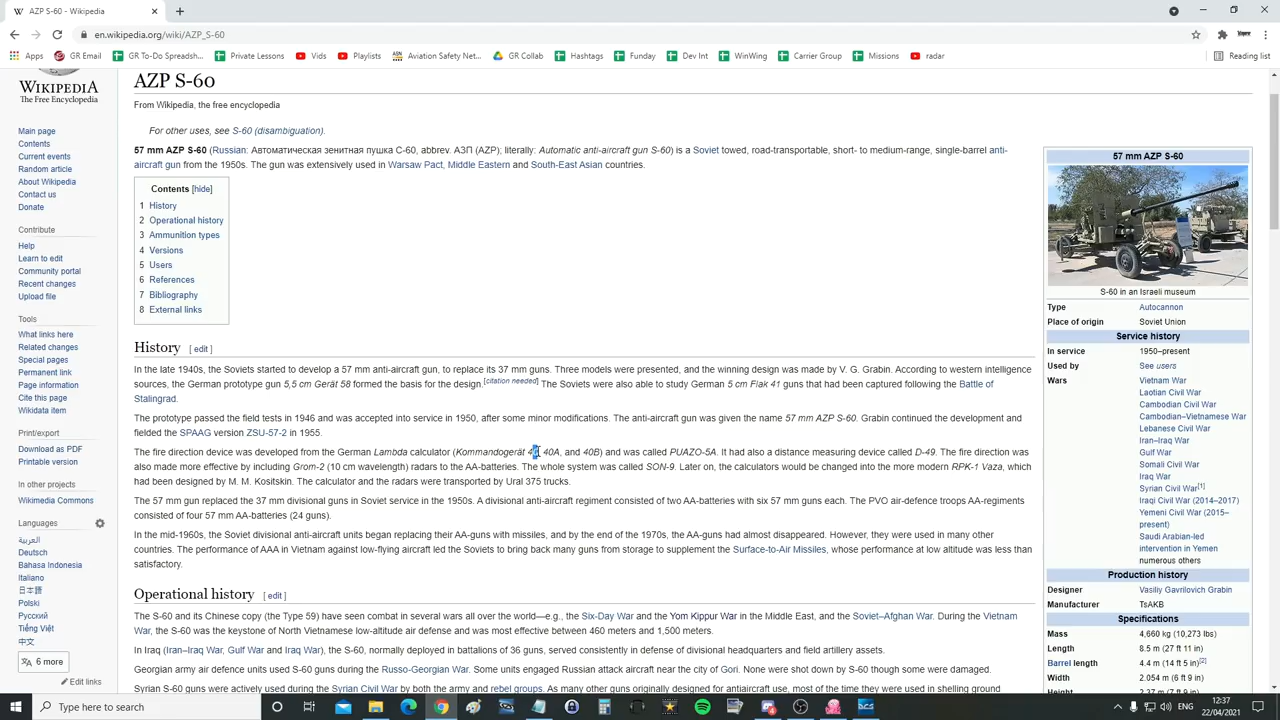 AZP S-60 - Wikipedia
en.wikipedia.org/wiki/AZP_S-60
Apps GR Email GR To-Do Spreadsh... Private Lessons Vids Playlists Aviation Safety Net... GR Collab Hashtags Funday Dev Int WinWing Carrier Group Missions radar Reading list
WIKIPEDIA
The Free Encyclopedia
Main page
Contents
Current events
Random article
About Wikipedia
Contact us
Donate
Contribute
Help
Learn to edit
Community portal
Recent changes
Upload file
Tools
What links here
Related changes
Special pages
Permanent link
Page information
Cite this page
Wikidata item
Print/export
Download as PDF
Printable version
In other projects
Wikimedia Commons
Languages
العربية
Deutsch
Bahasa Indonesia
Italiano
日本語
Polski
Русский
Tiếng Việt
中文
6 more
Edit links
AZP S-60
From Wikipedia, the free encyclopedia
For other uses, see S-60 (disambiguation).
57 mm AZP S-60 (Russian: Автоматическая зенитная пушка С-60, abbrev. АЗП (AZP); literally: Automatic anti-aircraft gun S-60) is a Soviet towed, road-transportable, short- to medium-range, single-barrel anti-
aircraft gun from the 1950s. The gun was extensively used in Warsaw Pact, Middle Eastern and South-East Asian countries.
Contents [hide]
1 History
2 Operational history
3 Ammunition types
4 Versions
5 Users
6 References
7 Bibliography
8 External links
History [ edit ]
In the late 1940s, the Soviets started to develop a 57 mm anti-aircraft gun, to replace its 37 mm guns. Three models were presented, and the winning design was made by V. G. Grabin. According to western intelligence
sources, the German prototype gun 5,5 cm Gerät 58 formed the basis for the design.[citation needed] The Soviets were also able to study German 5 cm Flak 41 guns that had been captured following the Battle of
Stalingrad.
The prototype passed the field tests in 1946 and was accepted into service in 1950, after some minor modifications. The anti-aircraft gun was given the name 57 mm AZP S-60. Grabin continued the development and
fielded the SPAAG version ZSU-57-2 in 1955.
The fire direction device was developed from the German Lambda calculator (Kommandogerät 40, 40A, and 40B) and was called PUAZO-5A. It had also a distance measuring device called D-49. The fire direction was
also made more effective by including Grom-2 (10 cm wavelength) radars to the AA-batteries. The whole system was called SON-9. Later on, the calculators would be changed into the more modern RPK-1 Vaza, which
had been designed by M. M. Kositskin. The calculator and the radars were transported by Ural 375 trucks.
The 57 mm gun replaced the 37 mm divisional guns in Soviet service in the 1950s. A divisional anti-aircraft regiment consisted of two AA-batteries with six 57 mm guns each. The PVO air-defence troops AA-regiments
consisted of four 57 mm AA-batteries (24 guns).
In the mid-1960s, the Soviet divisional anti-aircraft units began replacing their AA-guns with missiles, and by the end of the 1970s, the AA-guns had almost disappeared. However, they were used in many other
countries. The performance of AAA in Vietnam against low-flying aircraft led the Soviets to bring back many guns from storage to supplement the Surface-to-Air Missiles, whose performance at low altitude was less than
satisfactory.
Operational history [ edit ]
The S-60 and its Chinese copy (the Type 59) have seen combat in several wars all over the world—e.g., the Six-Day War and the Yom Kippur War in the Middle East, and the Soviet–Afghan War. During the Vietnam
War, the S-60 was the keystone of North Vietnamese low-altitude air defence and was most effective between 460 meters and 1,500 meters.
In Iraq (Iran–Iraq War, Gulf War and Iraq War), the S-60, normally deployed in battalions of 36 guns, served consistently in defense of divisional headquarters and field artillery assets.
Georgian army air defence units used S-60 guns during the Russo-Georgian War. Some units engaged Russian attack aircraft near the city of Gori. None were shot down by S-60 though some were damaged.
Syrian S-60 guns were actively used during the Syrian Civil War by both the army and rebel groups. As many other guns originally designed for antiaircraft use, most of the time they were used in shelling ground
57 mm AZP S-60
S-60 in an Israeli museum
Type Autocannon
Place of origin Soviet Union
Service history
In service 1950–present
Used by See users
Wars Vietnam War
Laotian Civil War
Cambodian Civil War
Cambodian–Vietnamese War
Lebanese Civil War
Iran–Iraq War
Gulf War
Somali Civil War
Iraq War
Syrian Civil War[1]
Iraqi Civil War (2014–2017)
Yemeni Civil War (2015–
present)
Saudi Arabian-led
intervention in Yemen
numerous others
Production history
Designer Vasiliy Gavrilovich Grabin
Manufacturer TsAKB
Specifications
Mass 4,660 kg (10,273 lbs)
Length 8.5 m (27 ft 11 in)
Barrel length 4.4 m (14 ft 5 in)[2]
Width 2.054 m (6 ft 9 in)
Height 2.37 m (7 ft 9 in)
Type here to search
12:37
22/04/2021